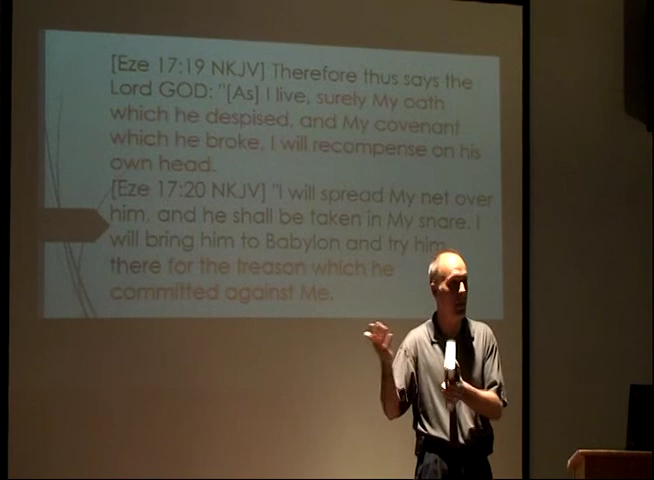 [Eze 17:19 NKJV] Therefore thus says the
Lord GOD: "[As] I live, surely My oath
which he despised, and My covenant
which he broke, I will recompense on his
own head.
[Eze 17:20 NKJV] "I will spread My net over
him, and he shall be taken in My snare. I
will bring him to Babylon and try him
there for the treason which he
committed against Me.